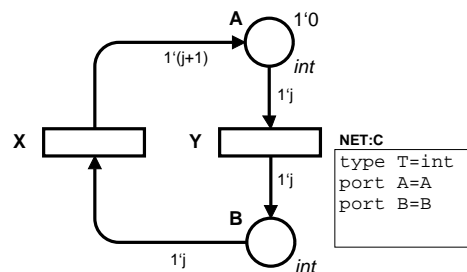 A
1‘0
1‘(j+1)
int
1‘j
X
Y
NET:C
type T=int
port A=A
port B=B
1‘j
B
1‘j
int